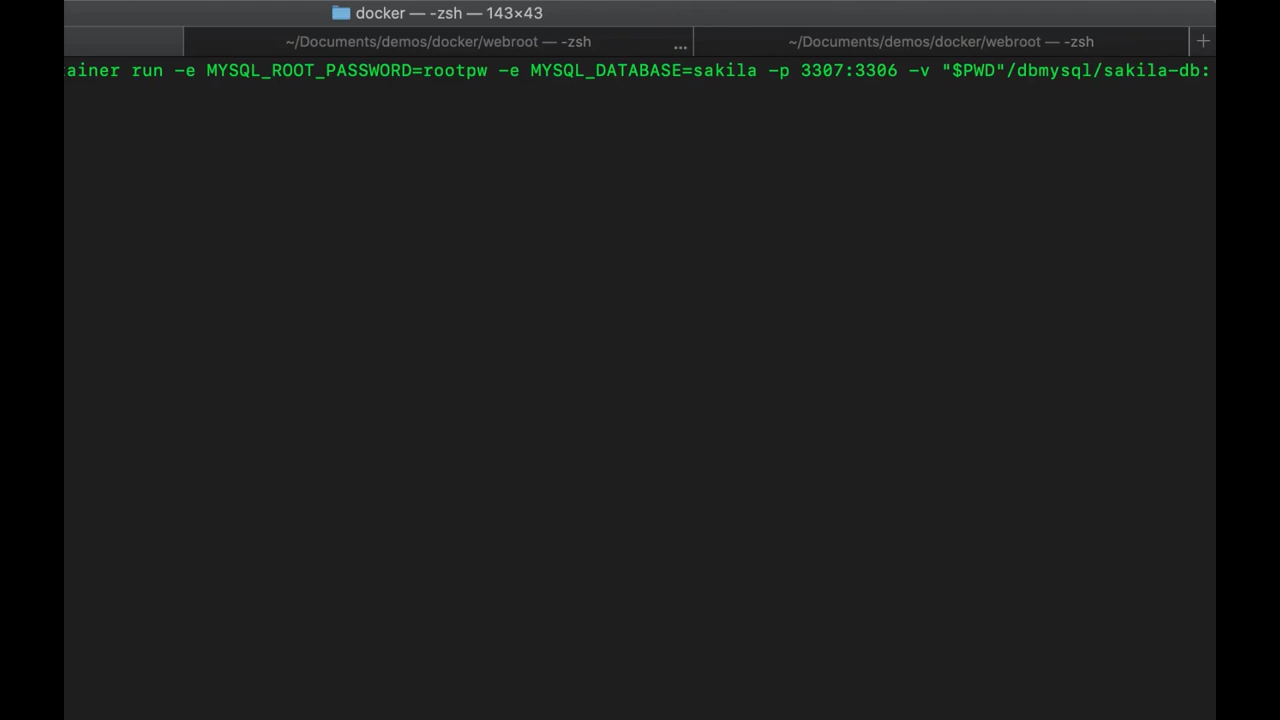 docker — -zsh — 143×43
~/Documents/demos/docker/webroot — -zsh ... ~/Documents/demos/docker/webroot — -zsh +
ainer run -e MYSQL_ROOT_PASSWORD=rootpw -e MYSQL_DATABASE=sakila -p 3307:3306 -v "$PWD"/dbmysql/sakila-db: